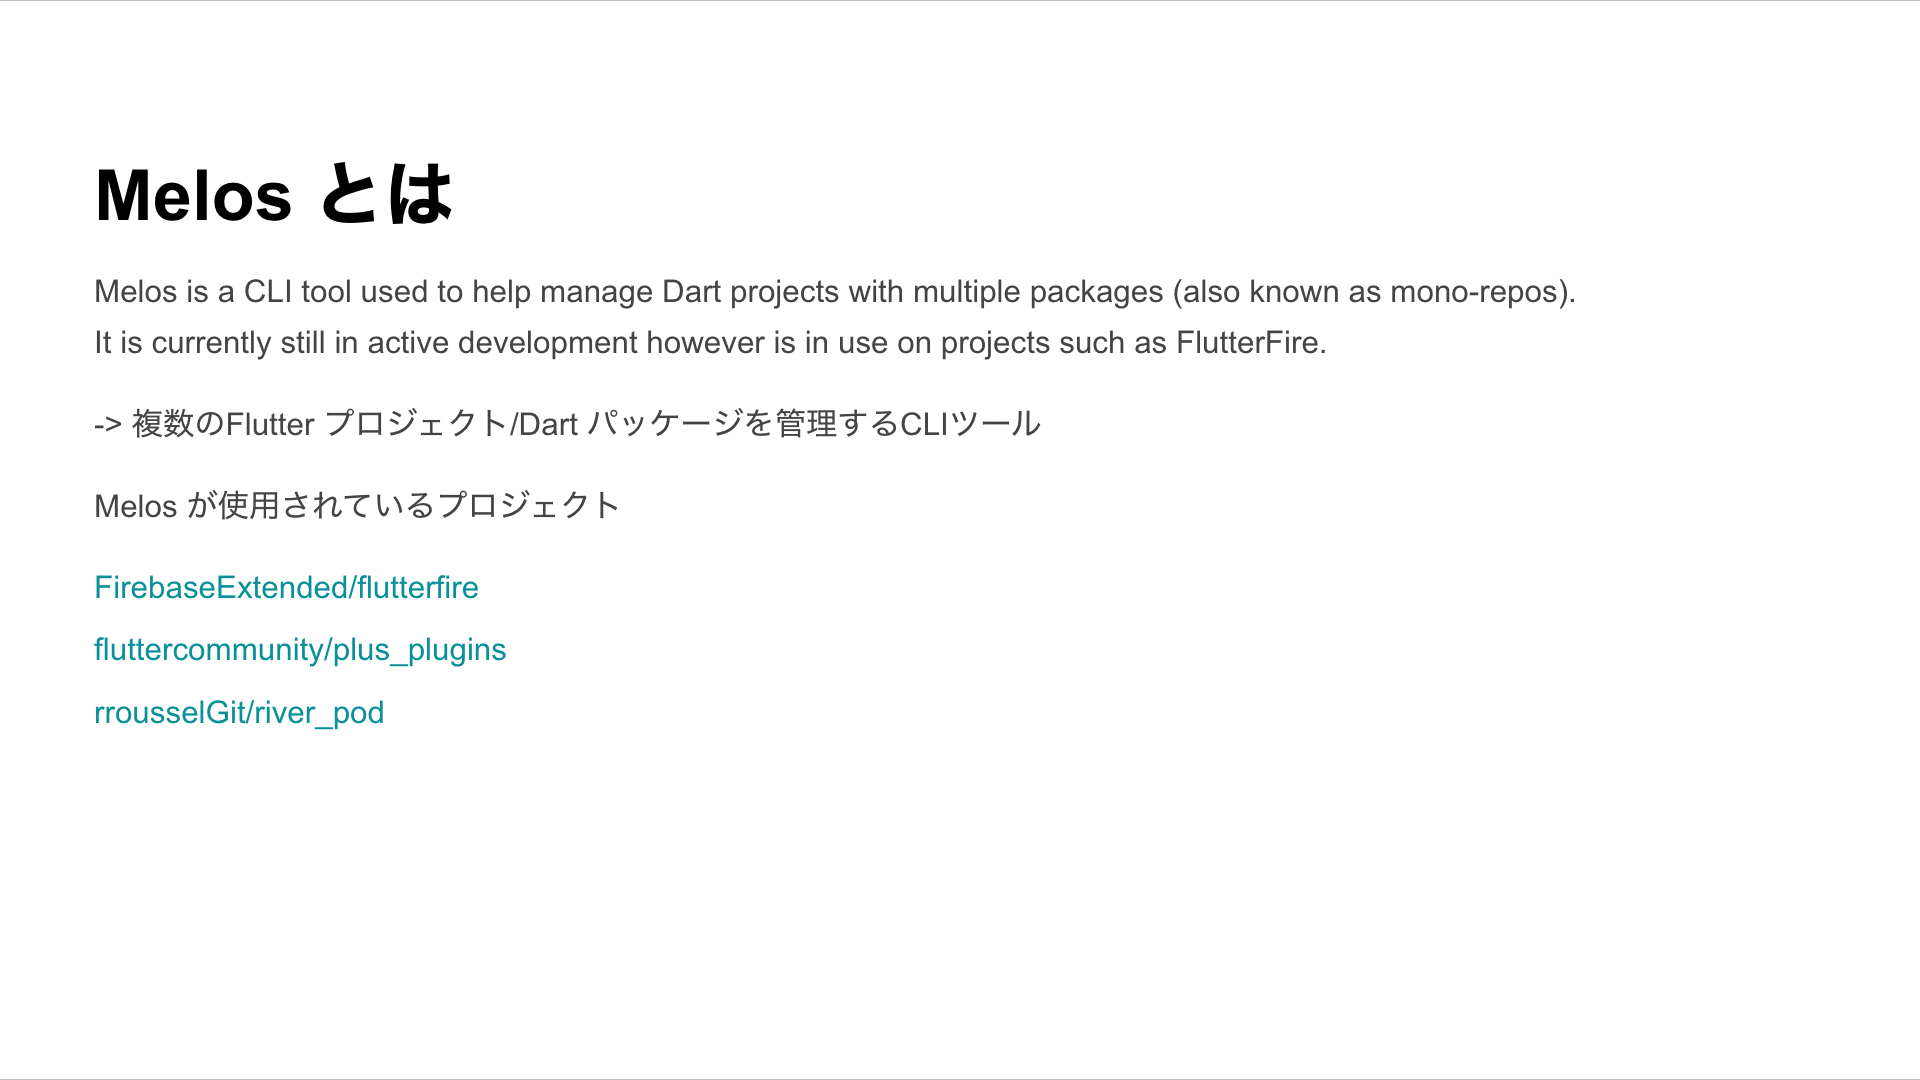 Melos とは
Melos is a CLI tool used to help manage Dart projects with multiple packages (also known as mono-repos).
It is currently still in active development however is in use on projects such as FlutterFire.
-> 複数のFlutter プロジェクト/Dart パッケージを管理するCLIツール
Melos が使用されているプロジェクト
FirebaseExtended/flutterfire
fluttercommunity/plus_plugins
rrousselGit/river_pod